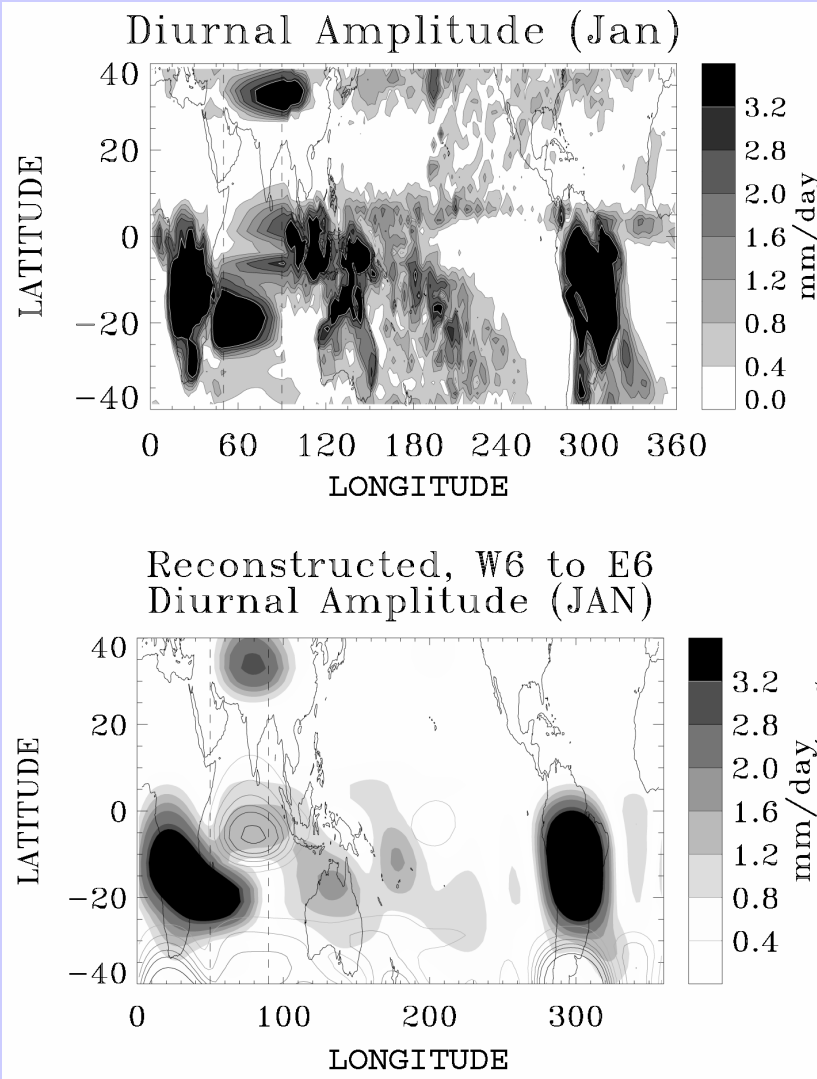 Diurnal Amplitude (Jan)
LATITUDE
40
20
0
−20
−40
0 60 120 180 240 300 360
LONGITUDE
3.2
2.8
2.0
1.6
1.2
0.8
0.4
0.0
mm/day
Reconstructed, W6 to E6
Diurnal Amplitude (JAN)
LATITUDE
40
20
0
−20
−40
0 100 200 300
LONGITUDE
3.2
2.8
2.0
1.6
1.2
0.8
0.4
mm/day